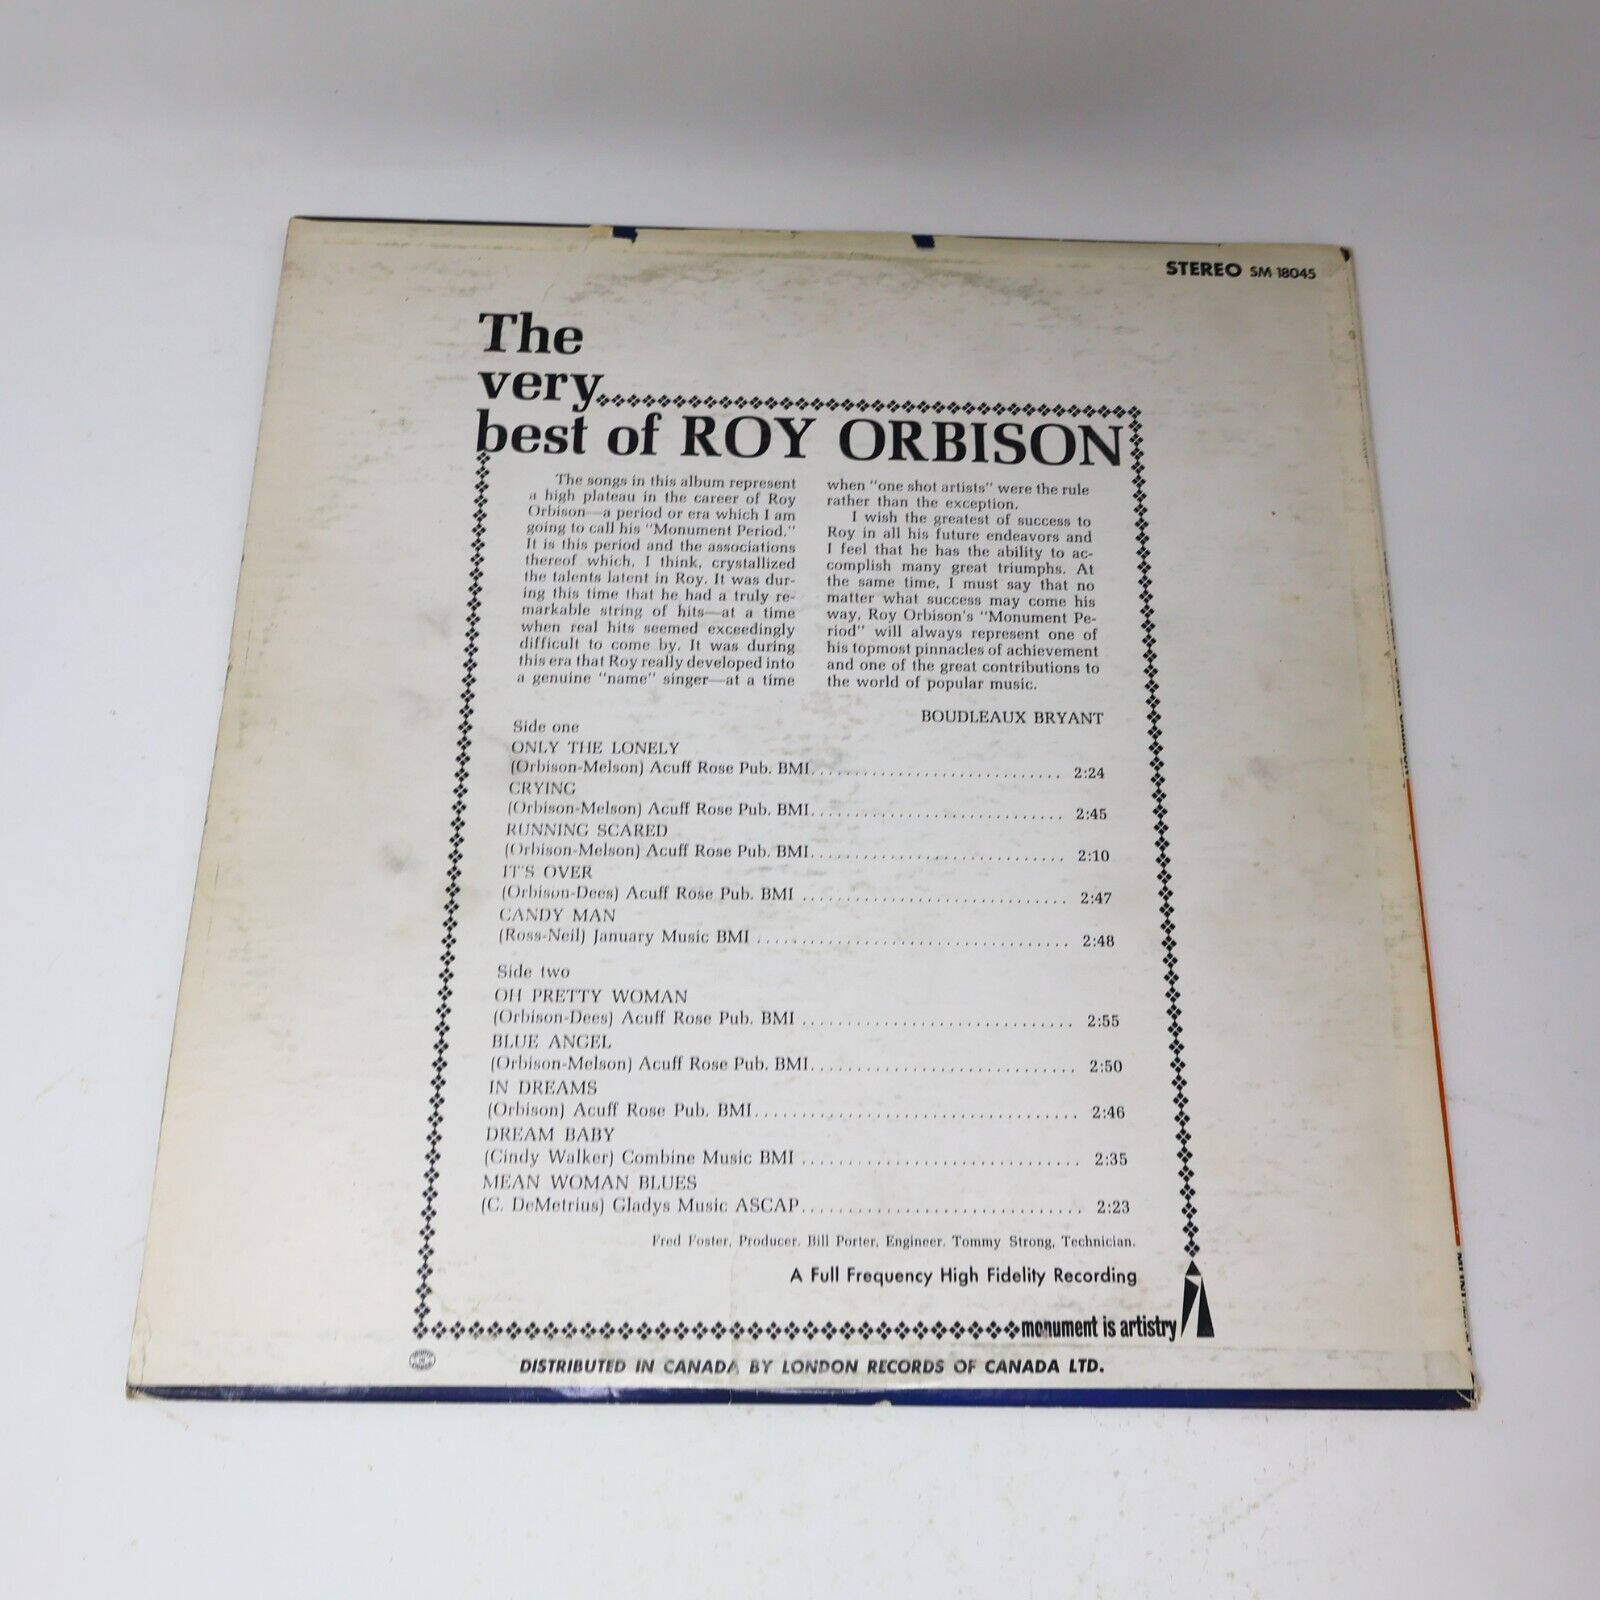 STEREO SM 18045
The
very
best of ROY ORBISON
The songs in this album represent
a high plateau in the career of Roy
Orbison—a period or era which I am
going to call his "Monument Period."
It is this period and the associations
thereof which, I think, crystallized
the talents latent in Roy. It was dur-
ing this time that he had a truly re-
markable string of hits—at a time
when real hits seemed exceedingly
difficult to come by. It was during
this era that Roy really developed into
a genuine "name" singer—at a time
when "one shot artists" were the rule
rather than the exception.
I wish the greatest of success to
Roy in all his future endeavors and
I feel that he has the ability to ac-
complish many great triumphs. At
the same time, I must say that no
matter what success may come his
way, Roy Orbison's "Monument Pe-
riod" will always represent one of
his topmost pinnacles of achievement
and one of the great contributions to
the world of popular music.
BOUDLEAUX BRYANT
Side one
ONLY THE LONELY
(Orbison-Melson) Acuff Rose Pub. BMI............................ 2:24
CRYING
(Orbison-Melson) Acuff Rose Pub. BMI............................ 2:45
RUNNING SCARED
(Orbison-Melson) Acuff Rose Pub. BMI............................ 2:10
IT'S OVER
(Orbison-Dees) Acuff Rose Pub. BMI .............................. 2:47
CANDY MAN
(Ross-Neil) January Music BMI ................................... 2:48
Side two
OH PRETTY WOMAN
(Orbison-Dees) Acuff Rose Pub. BMI .............................. 2:55
BLUE ANGEL
(Orbison-Melson) Acuff Rose Pub. BMI............................. 2:50
IN DREAMS
(Orbison) Acuff Rose Pub. BMI.................................... 2:46
DREAM BABY
(Cindy Walker) Combine Music BMI ............................... 2:35
MEAN WOMAN BLUES
(C. DeMetrius) Gladys Music ASCAP............................... 2:23
Fred Foster, Producer. Bill Porter, Engineer. Tommy Strong, Technician.
A Full Frequency High Fidelity Recording
monument is artistry
DISTRIBUTED IN CANADA BY LONDON RECORDS OF CANADA LTD.